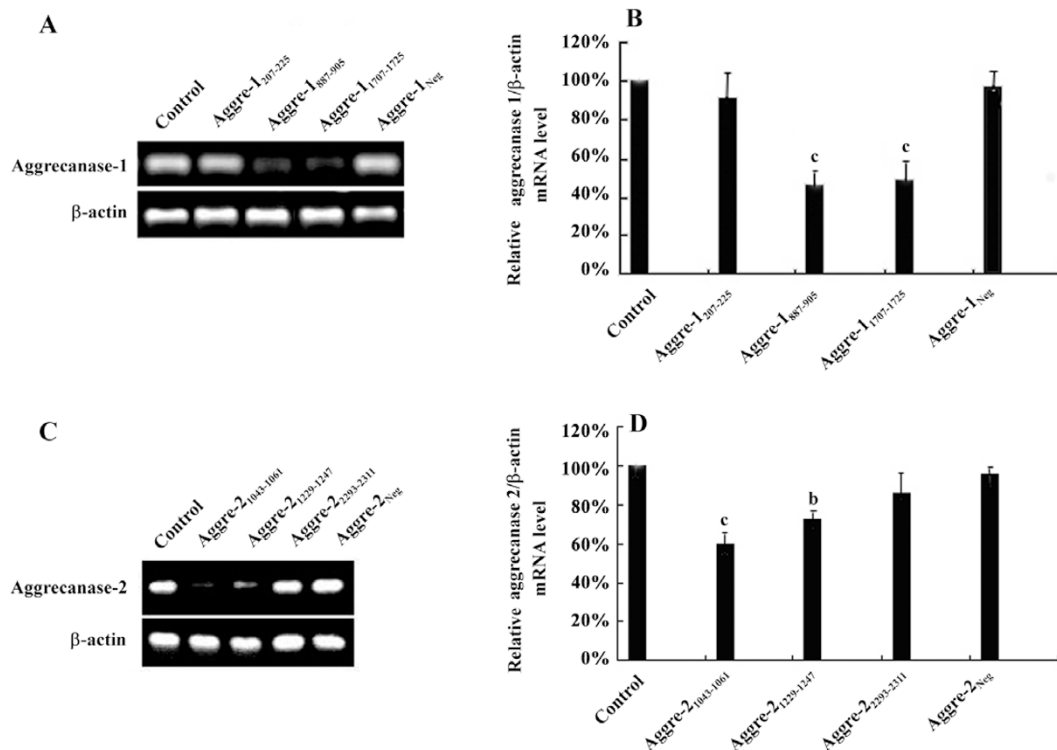 A
Control
Aggre-1207-225
Aggre-1887-905
Aggre-11707-1725
Aggre-1Neg
Aggrecanase-1
β-actin
B
Relative aggrecanase 1/β-actin
mRNA level
120%
100%
80%
60%
40%
20%
0%
c
c
Control
Aggre-1207-225
Aggre-1887-905
Aggre-11707-1725
Aggre-1Neg
C
Control
Aggre-21043-1061
Aggre-21229-1247
Aggre-22293-2311
Aggre-2Neg
Aggrecanase-2
β-actin
D
Relative aggrecanase 2/β-actin
mRNA level
120%
100%
80%
60%
40%
20%
0%
c
b
Control
Aggre-21043-1061
Aggre-21229-1247
Aggre-22293-2311
Aggre-2Neg